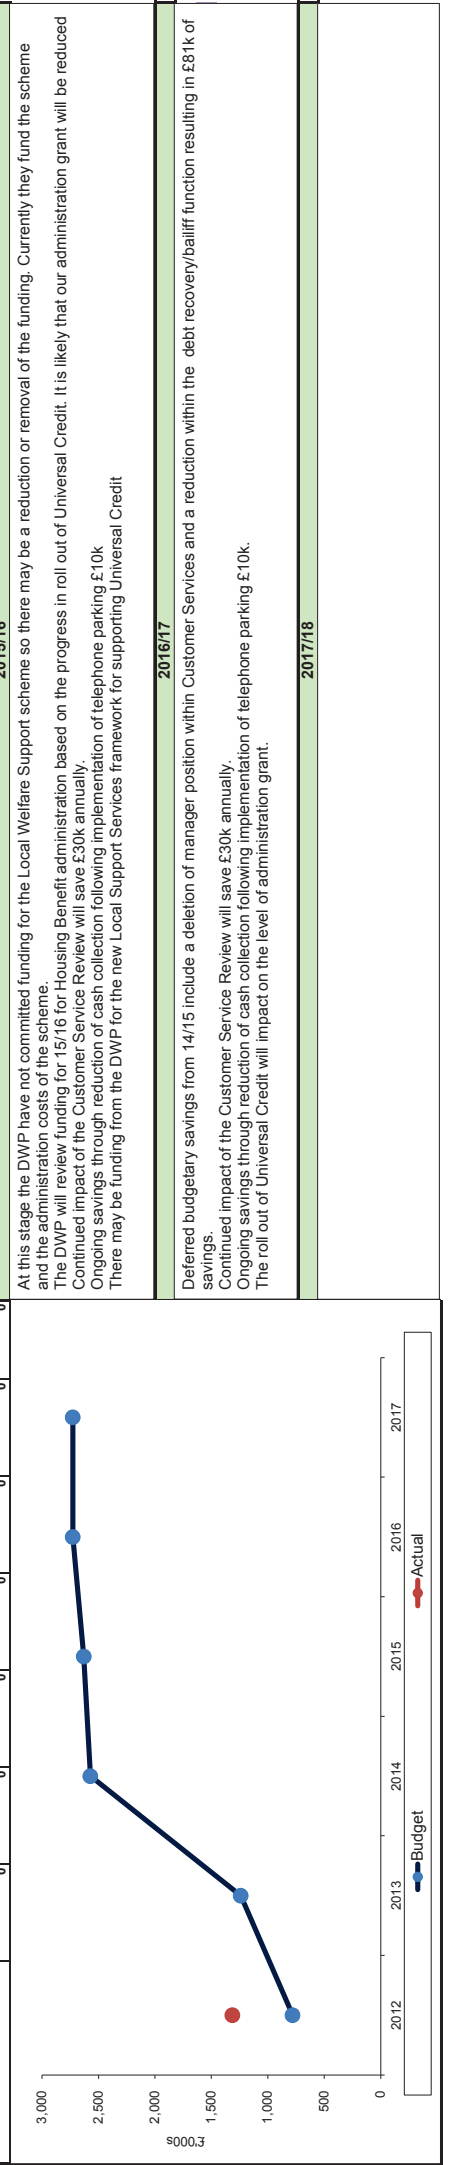 2015/16
At this stage the DWP have not committed funding for the Local Welfare Support scheme so there may be a reduction or removal of the funding. Currently they fund the scheme
and the administration costs of the scheme.
The DWP will review funding for 15/16 for Housing Benefit administration based on the progress in roll out of Universal Credit. It is likely that our administration grant will be reduced
Continued impact of the Customer Service Review will save £30k annually.
Ongoing savings through reduction of cash collection following implementation of telephone parking £10k
There may be funding from the DWP for the new Local Support Services framework for supporting Universal Credit
2016/17
Deferred budgetary savings from 14/15 include a deletion of manager position within Customer Services and a reduction within the debt recovery/bailiff function resulting in £81k of
savings.
Continued impact of the Customer Service Review will save £30k annually.
Ongoing savings through reduction of cash collection following implementation of telephone parking £10k.
The roll out of Universal Credit will impact on the level of administration grant.
2017/18
£'000s
3,000
2,500
2,000
1,500
1,000
500
0
2012 2013 2014 2015 2016 2017
Budget Actual